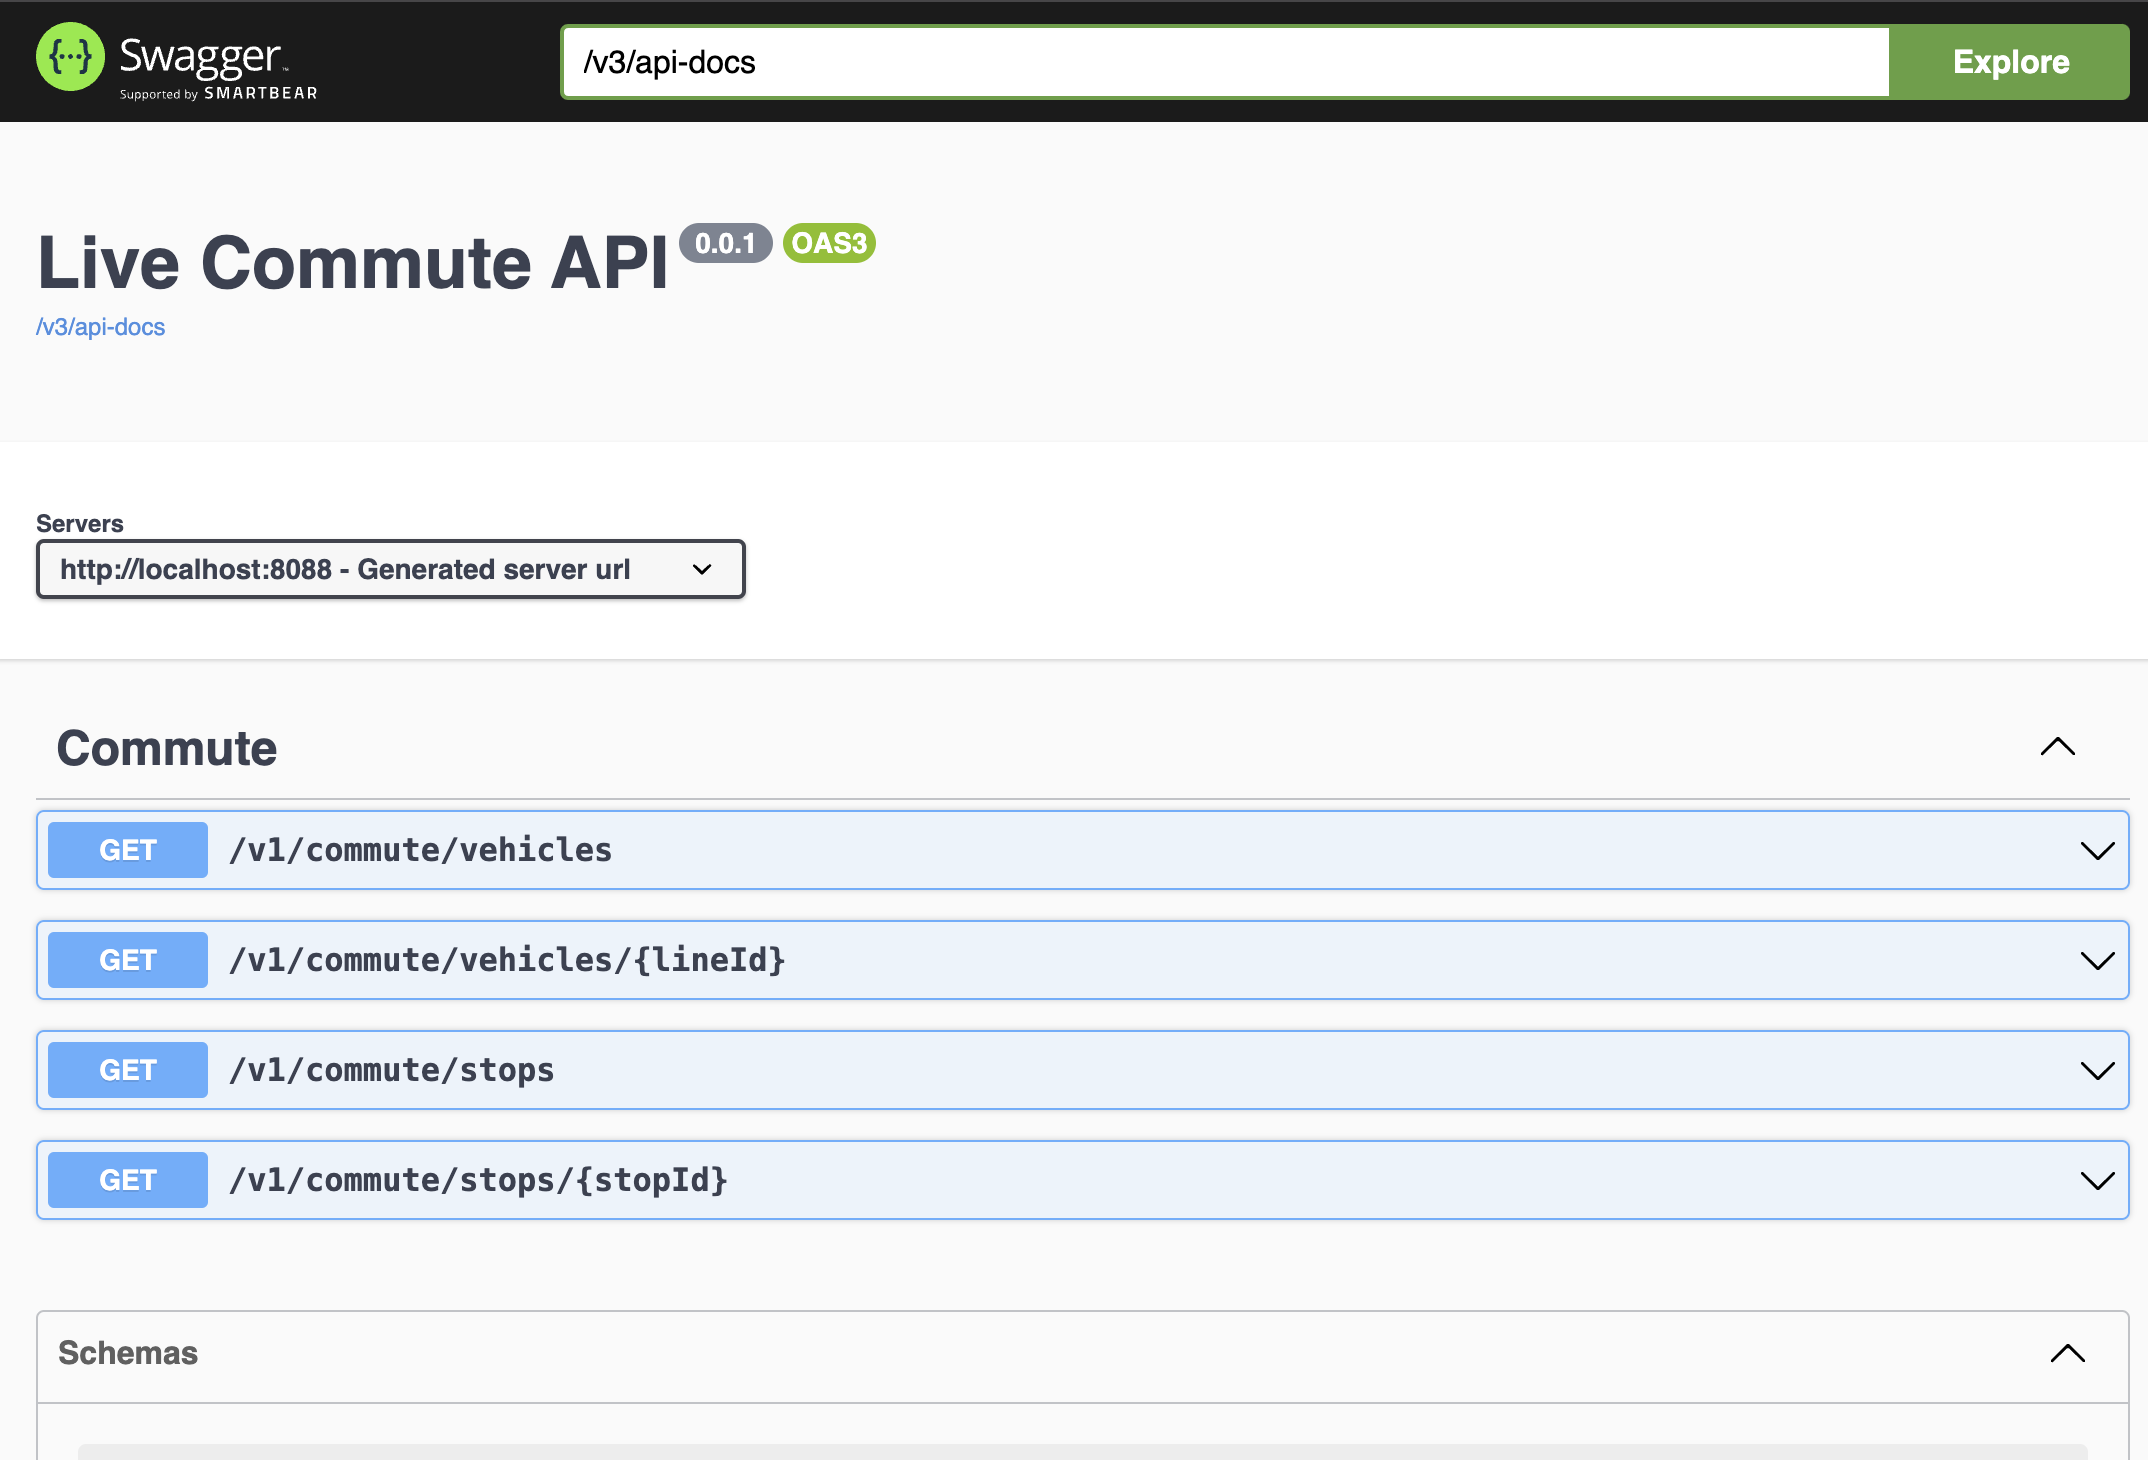 {···} Swagger™
Supported by SMARTBEAR
/v3/api-docs
Explore
Live Commute API 0.0.1 OAS3
/v3/api-docs
Servers
http://localhost:8088 - Generated server url
Commute
GET /v1/commute/vehicles
GET /v1/commute/vehicles/{lineId}
GET /v1/commute/stops
GET /v1/commute/stops/{stopId}
Schemas